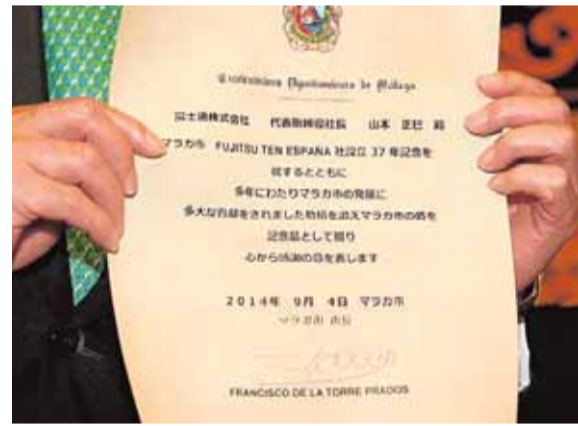 Excelentísimo Ayuntamiento de Málaga
富士通株式会社 代表取締役社長 山本 正已 殿
マラガ市 FUJITSU TEN ESPAÑA 社設立 37 年記念を
祝するとともに
多年にわたりマラガ市の発展に
多大な貢献をされました功績を讃えマラガ市の盾を
記念品として贈り
心から感謝の意を表します
2014年 9月 4日 マラガ市
マラガ市 市長
FRANCISCO DE LA TORRE PRADOS